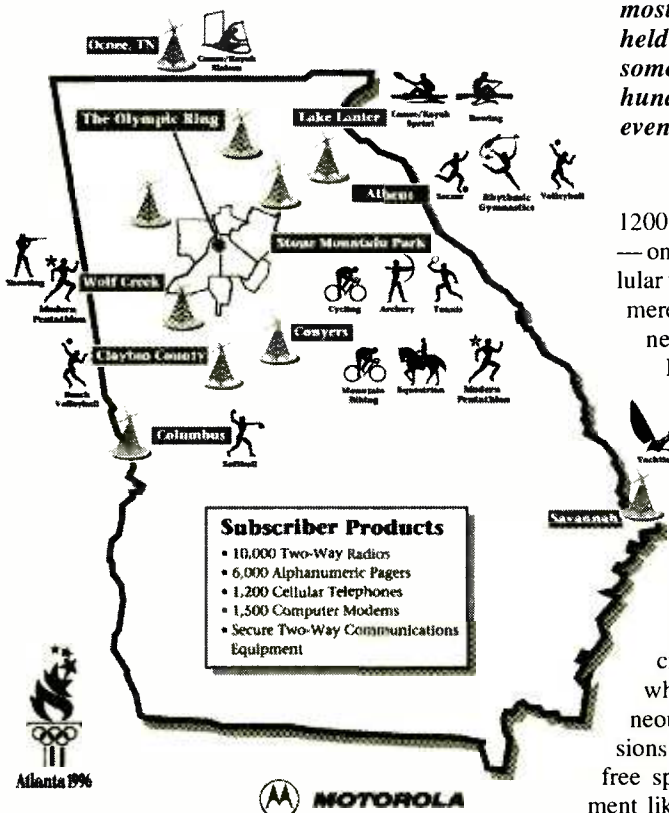 most
held
some
hund
even
Ocoee, TN
Canoe/Kayak
Slalom
The Olympic Ring
Lake Lanier
Canoe/Kayak
Sprint
Rowing
Athens
Soccer
Rhythmic
Gymnastics
Volleyball
Stone Mountain Park
Cycling
Archery
Tennis
Shooting
Modern
Pentathlon
Wolf Creek
Conyers
Mountain
Biking
Equestrian
Modern
Pentathlon
Clayton County
Beach
Volleyball
Columbus
Softball
Yachtin
Savannah
1200
— on
lular
mere
ne
Subscriber Products
• 10,000 Two-Way Radios
• 6,000 Alphanumeric Pagers
• 1,200 Cellular Telephones
• 1,500 Computer Modems
• Secure Two-Way Communications
Equipment
c
wh
neou
sions
free sp
ment lik
Atlanta 1996
MOTOROLA